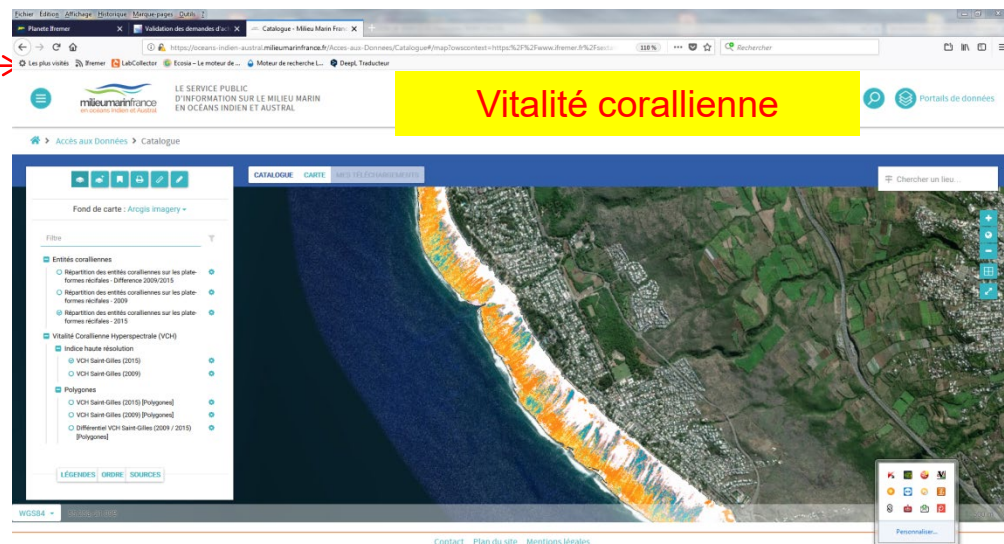 Fichier Édition Affichage Historique Marque-pages Outils ?
Planete Ifremer
Validation des demandes d'ach
Catalogue - Milieu Marin Franc
https://oceans-indien-austral.milieumarinfrance.fr/Acces-aux-Donnees/Catalogue#/map?owscontext=https:%2F%2Fwww.ifremer.fr%2Fsextan
110 %
Rechercher
Les plus visités
Ifremer
LabCollector
Ecosia – Le moteur de ...
Moteur de recherche L...
DeepL Traducteur
milieumarinfrance
en océans Indien et Austral
LE SERVICE PUBLIC
D'INFORMATION SUR LE MILIEU MARIN
EN OCÉANS INDIEN ET AUSTRAL
Vitalité corallienne
Portails de données
Accès aux Données > Catalogue
CATALOGUE CARTE MES TÉLÉCHARGEMENTS
Chercher un lieu...
Fond de carte : Arcgis imagery
Filtre
Entités coralliennes
Répartition des entités coralliennes sur les plate-
formes récifales - Difference 2009/2015
Répartition des entités coralliennes sur les plate-
formes récifales - 2009
Répartition des entités coralliennes sur les plate-
formes récifales - 2015
Vitalité Corallienne Hyperspectrale (VCH)
Indice haute résolution
VCH Saint-Gilles (2015)
VCH Saint-Gilles (2009)
Polygones
VCH Saint-Gilles (2015) [Polygones]
VCH Saint-Gilles (2009) [Polygones]
Différentiel VCH Saint-Gilles (2009 / 2015)
[Polygones]
LÉGENDES ORDRE SOURCES
WGS84
Personnaliser...
Contact Plan du site Mentions légales